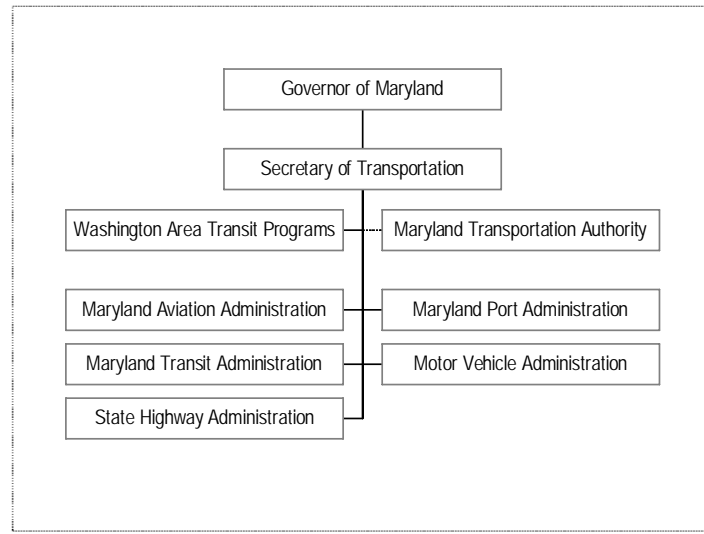 Governor of Maryland
Secretary of Transportation
Washington Area Transit Programs
Maryland Transportation Authority
Maryland Aviation Administration
Maryland Port Administration
Maryland Transit Administration
Motor Vehicle Administration
State Highway Administration